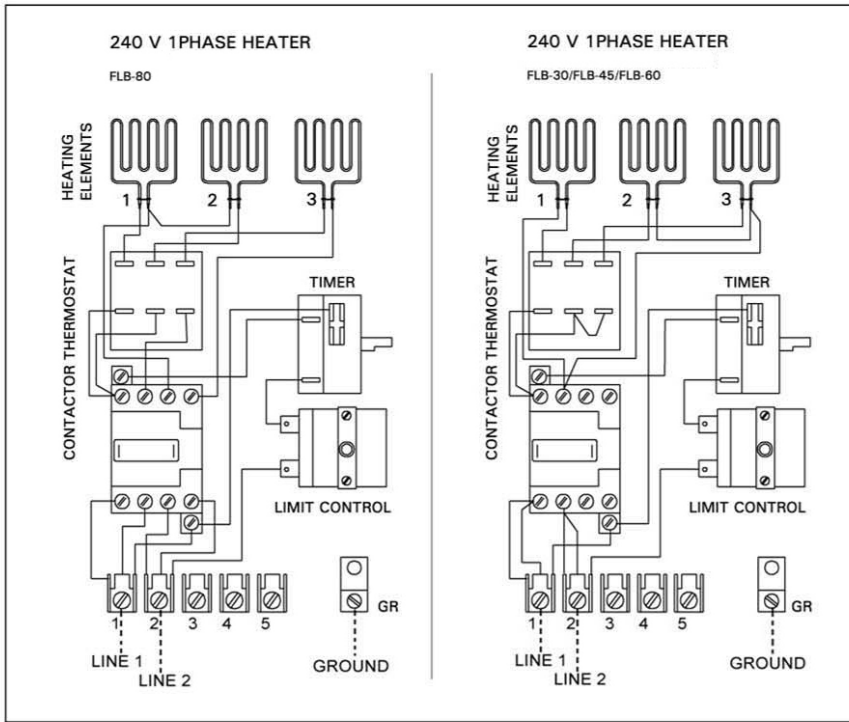 240 V 1PHASE HEATER
FLB-80
HEATING
ELEMENTS
1
2
3
CONTACTOR THERMOSTAT
TIMER
LIMIT CONTROL
1
2
3
4
5
GR
LINE 1
LINE 2
GROUND
240 V 1PHASE HEATER
FLB-30/FLB-45/FLB-60
HEATING
ELEMENTS
1
2
3
CONTACTOR THERMOSTAT
TIMER
LIMIT CONTROL
1
2
3
4
5
GR
LINE 1
LINE 2
GROUND